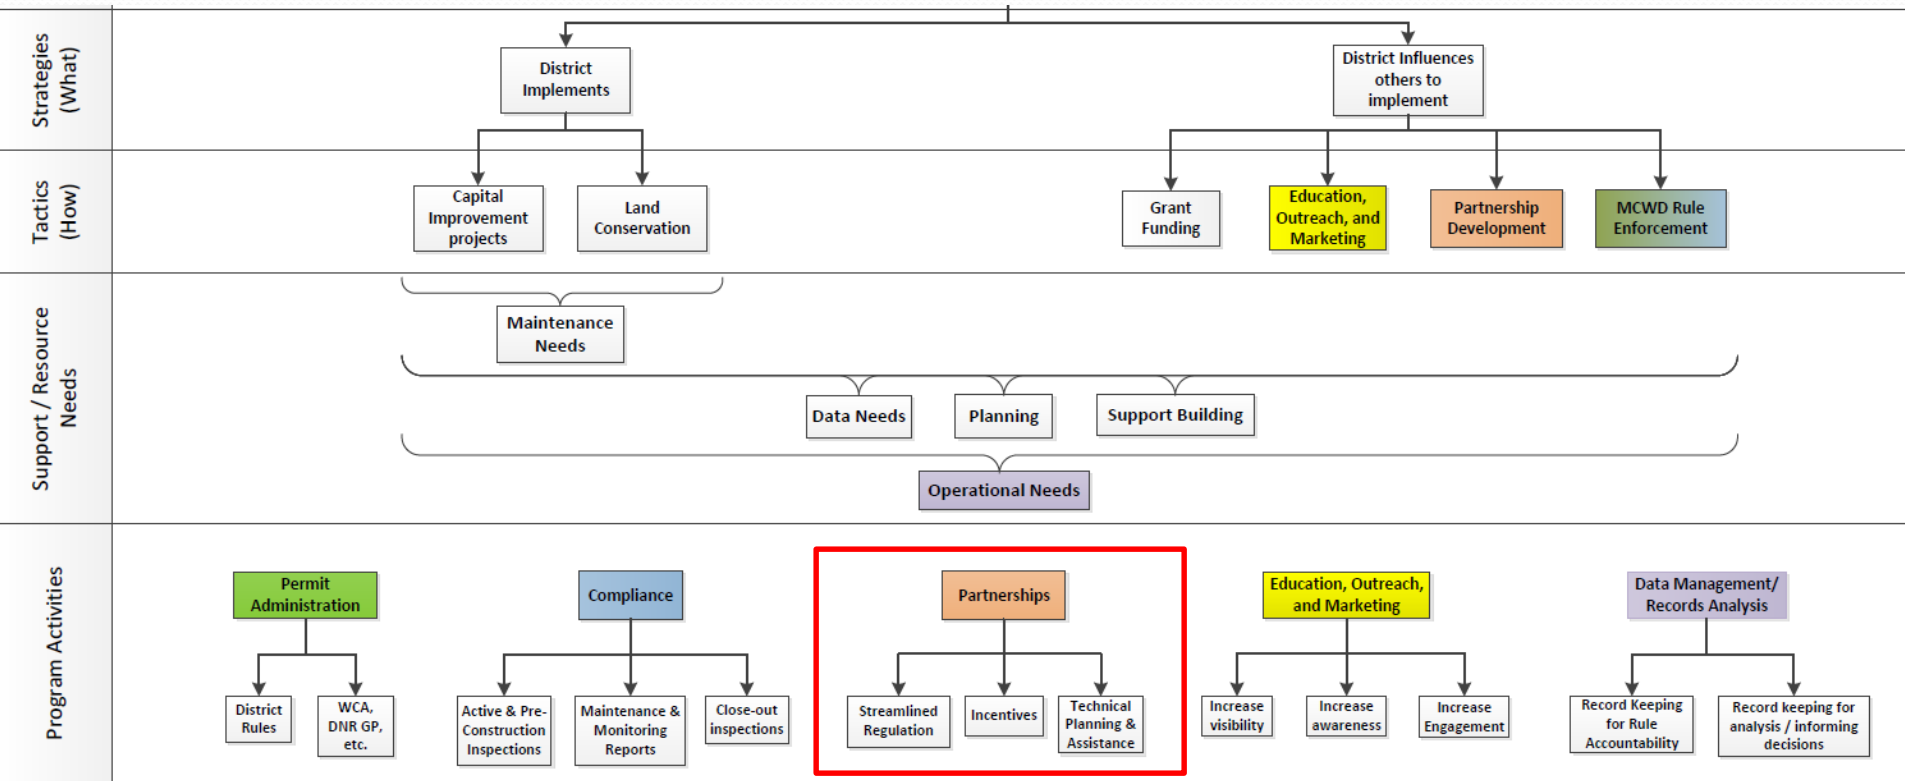 Strategies
(What)
District
Implements
District Influences
others to
implement
Tactics
(How)
Capital
Improvement
projects
Land
Conservation
Grant
Funding
Education,
Outreach, and
Marketing
Partnership
Development
MCWD Rule
Enforcement
Support / Resource
Needs
Maintenance
Needs
Data Needs
Planning
Support Building
Operational Needs
Program Activities
Permit
Administration
Compliance
Partnerships
Education, Outreach,
and Marketing
Data Management/
Records Analysis
District
Rules
WCA,
DNR GP,
etc.
Active & Pre-
Construction
Inspections
Maintenance &
Monitoring
Reports
Close-out
inspections
Streamlined
Regulation
Incentives
Technical
Planning &
Assistance
Increase
visibility
Increase
awareness
Increase
Engagement
Record Keeping
for Rule
Accountability
Record keeping for
analysis / informing
decisions